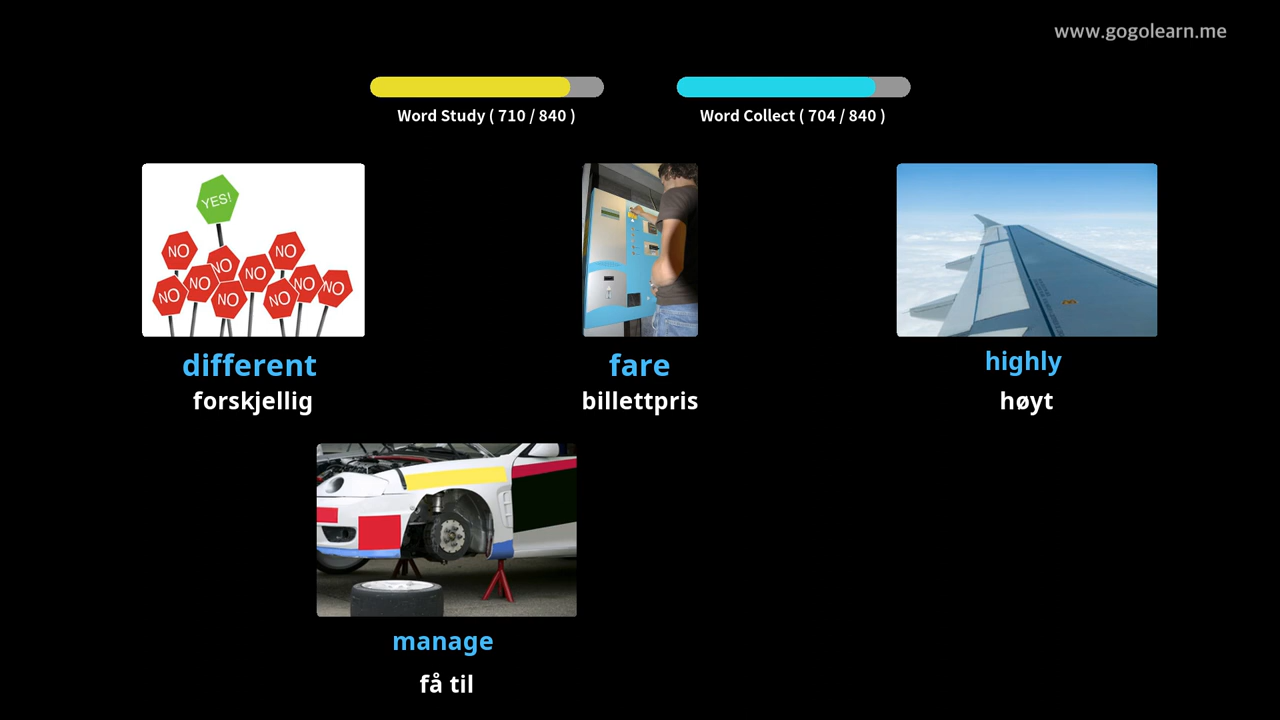 www.gogolearn.me
Word Study ( 710 / 840 )
Word Collect ( 704 / 840 )
YES!
NO
NO
NO
NO
NO
NO
NO
NO
NO
NO
different
forskjellig
fare
billettpris
highly
høyt
manage
få til